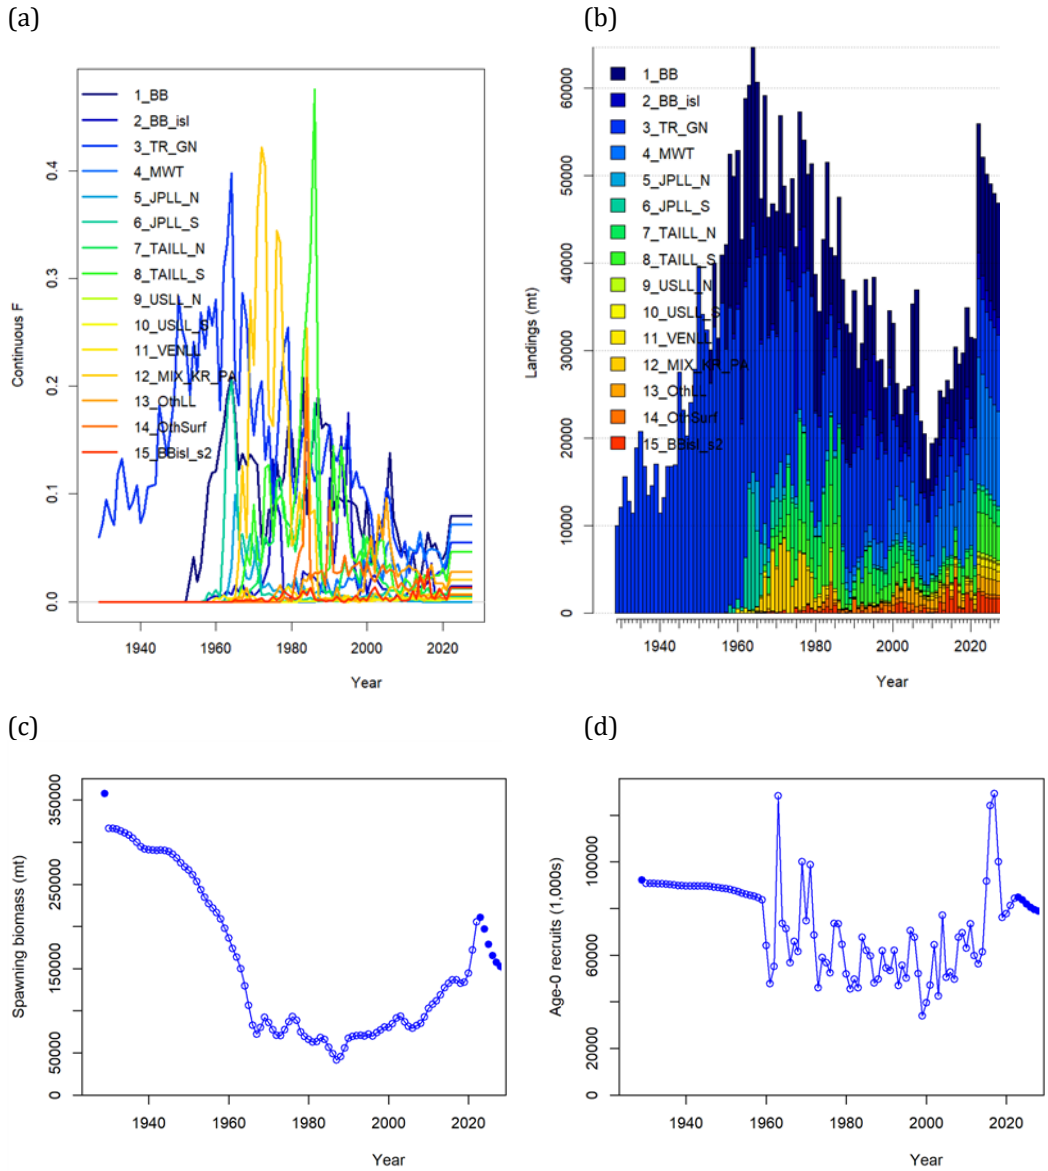 (a)
(b)
1_BB
2_BB_isl
3_TR_GN
4_MWT
5_JPLL_N
6_JPLL_S
7_TAILL_N
8_TAILL_S
9_USLL_N
10_USLL_S
11_VENLL
12_MIX_KR_PA
13_OthLL
14_OthSurf
15_BBisl_s2
Continuous F
0.4
0.3
0.2
0.1
0.0
1940 1960 1980 2000 2020
Year
1_BB
2_BB_isl
3_TR_GN
4_MWT
5_JPLL_N
6_JPLL_S
7_TAILL_N
8_TAILL_S
9_USLL_N
10_USLL_S
11_VENLL
12_MIX_KR_PA
13_OthLL
14_OthSurf
15_BBisl_s2
Landings (mt)
60000
50000
40000
30000
20000
10000
0
1940 1960 1980 2000 2020
Year
(c)
(d)
Spawning biomass (mt)
350000
250000
150000
50000
0
1940 1960 1980 2000 2020
Year
Age-0 recruits (1,000s)
100000
80000
60000
40000
20000
0
1940 1960 1980 2000 2020
Year